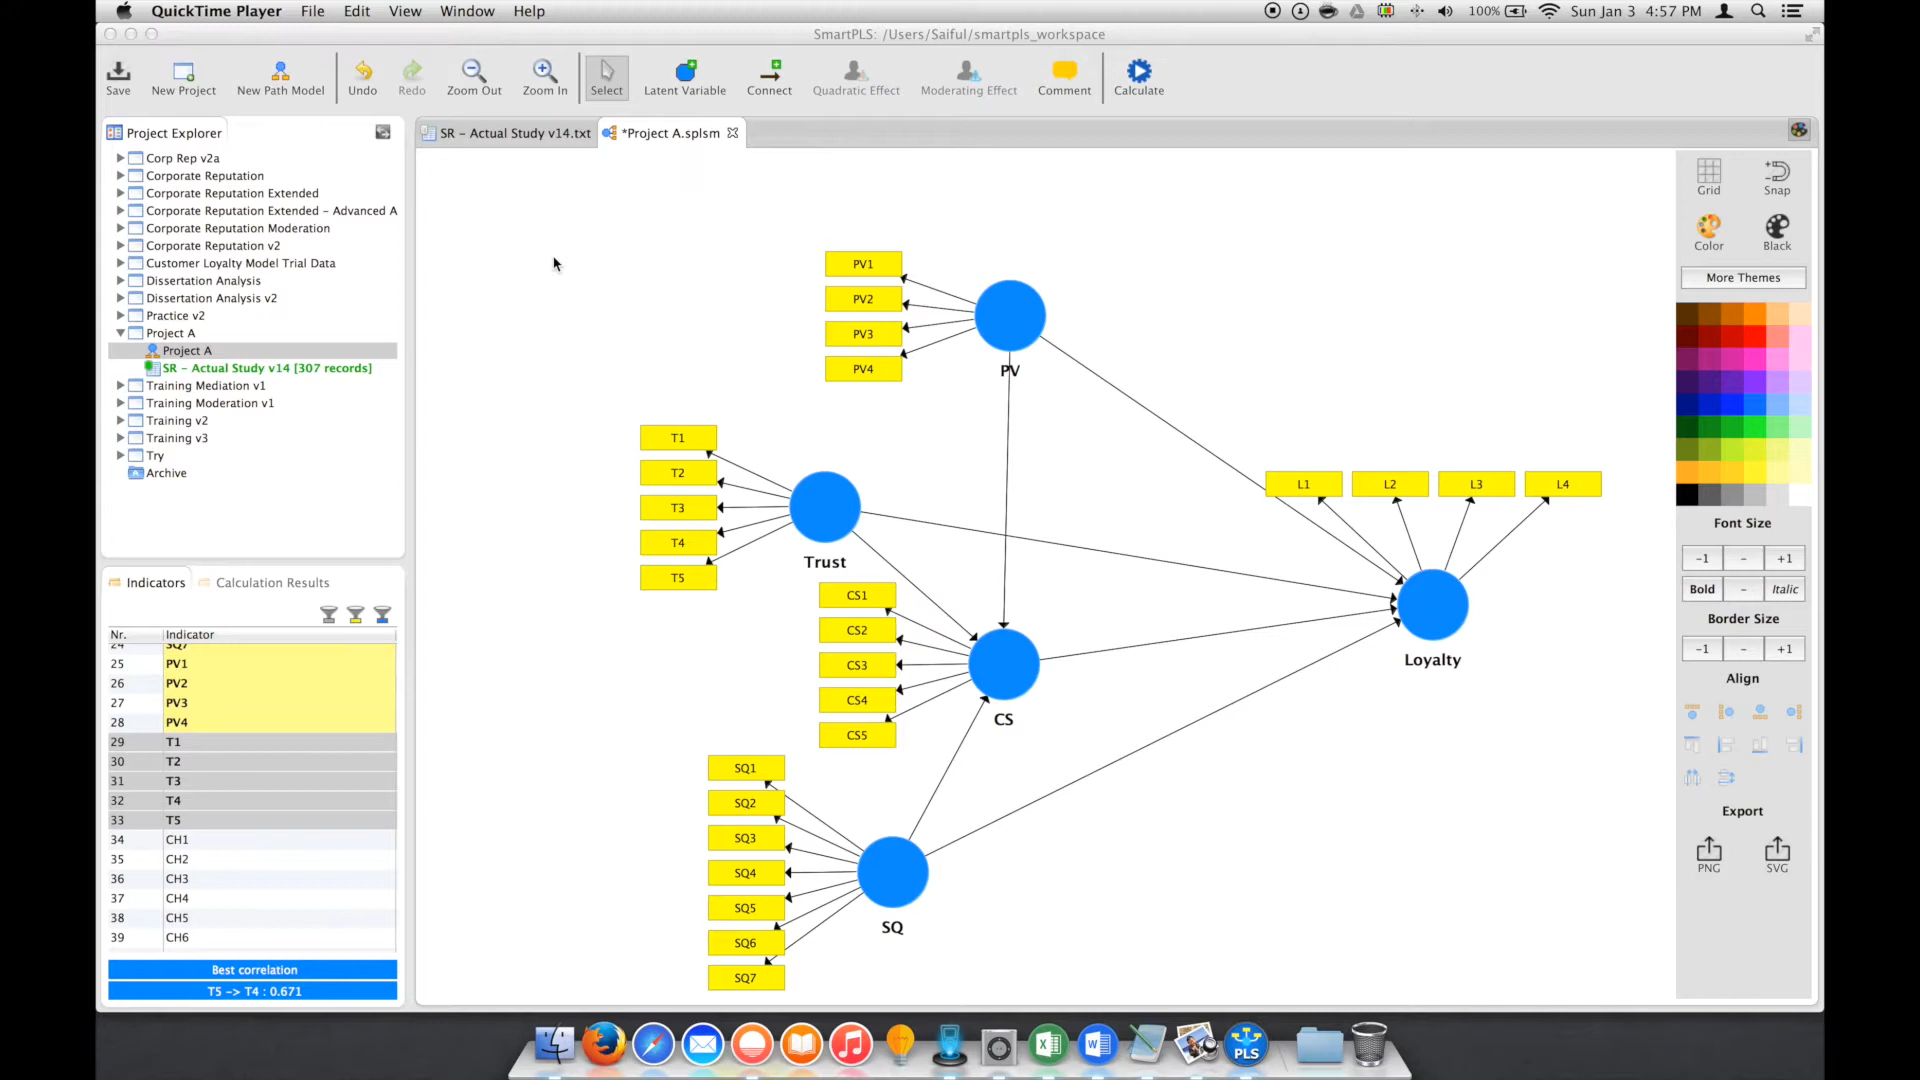 QuickTime Player File Edit View Window Help
100% Sun Jan 3 4:57 PM
SmartPLS: /Users/Saiful/smartpls_workspace
Save New Project New Path Model Undo Redo Zoom Out Zoom In Select Latent Variable Connect Quadratic Effect Moderating Effect Comment Calculate
Project Explorer
Corp Rep v2a
Corporate Reputation
Corporate Reputation Extended
Corporate Reputation Extended - Advanced A
Corporate Reputation Moderation
Corporate Reputation v2
Customer Loyalty Model Trial Data
Dissertation Analysis
Dissertation Analysis v2
Practice v2
Project A
Project A
SR - Actual Study v14 [307 records]
Training Mediation v1
Training Moderation v1
Training v2
Training v3
Try
Archive
Indicators Calculation Results
Nr. Indicator
24 SQ7
25 PV1
26 PV2
27 PV3
28 PV4
29 T1
30 T2
31 T3
32 T4
33 T5
34 CH1
35 CH2
36 CH3
37 CH4
38 CH5
39 CH6
Best correlation
T5 -> T4 : 0.671
SR - Actual Study v14.txt *Project A.splsm
PV1
PV2
PV3
PV4
PV
T1
T2
T3
T4
T5
Trust
CS1
CS2
CS3
CS4
CS5
CS
SQ1
SQ2
SQ3
SQ4
SQ5
SQ6
SQ7
SQ
L1 L2 L3 L4
Loyalty
Grid Snap
Color Black
More Themes
Font Size
-1 - +1
Bold - Italic
Border Size
-1 - +1
Align
Export
PNG SVG
PLS